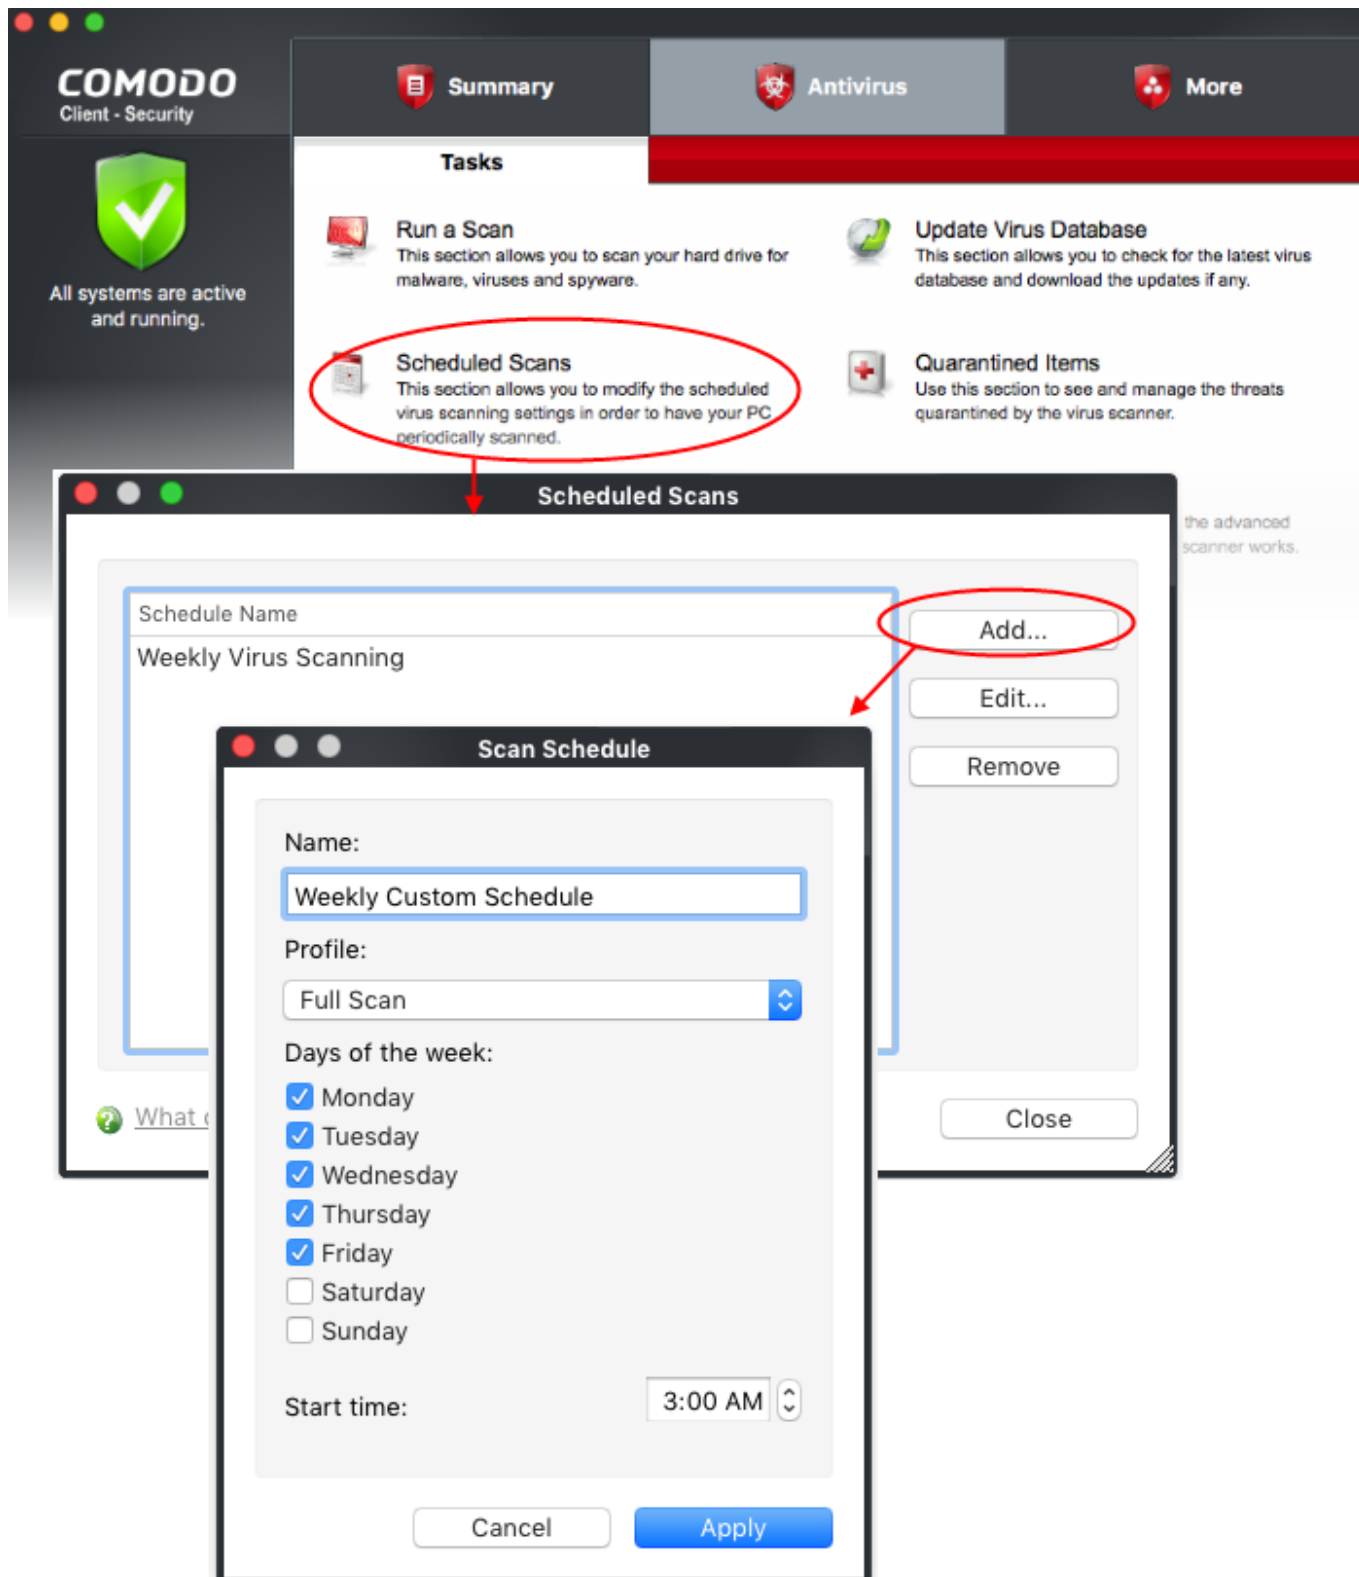 COMODO
Client - Security
Summary
Antivirus
More
Tasks
All systems are active
and running.
Run a Scan
This section allows you to scan your hard drive for
malware, viruses and spyware.
Update Virus Database
This section allows you to check for the latest virus
database and download the updates if any.
Scheduled Scans
This section allows you to modify the scheduled
virus scanning settings in order to have your PC
periodically scanned.
Quarantined Items
Use this section to see and manage the threats
quarantined by the virus scanner.
the advanced
scanner works.
Scheduled Scans
Schedule Name
Weekly Virus Scanning
Add...
Edit...
Remove
What
Close
Scan Schedule
Name:
Weekly Custom Schedule
Profile:
Full Scan
Days of the week:
Monday
Tuesday
Wednesday
Thursday
Friday
Saturday
Sunday
Start time:
3:00 AM
Cancel
Apply